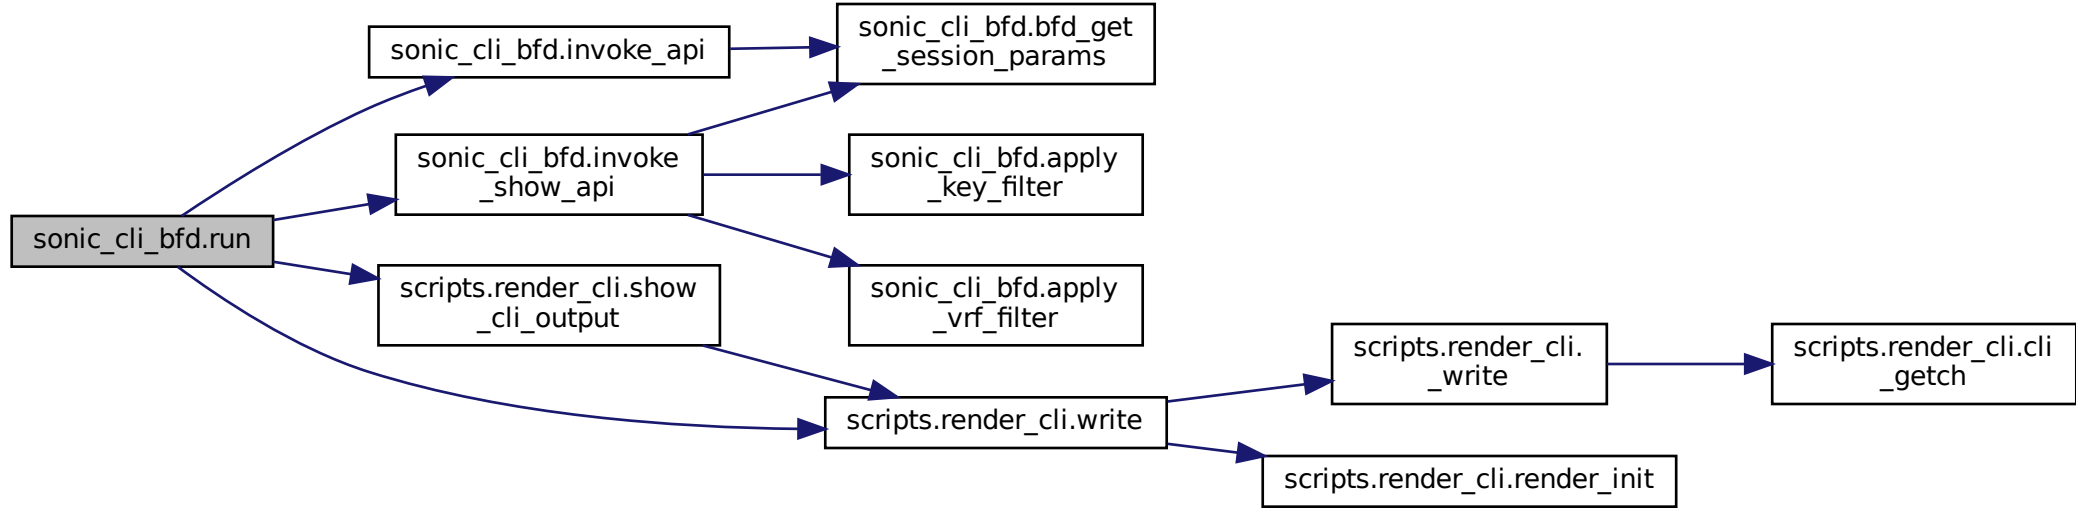 sonic_cli_bfd.run
sonic_cli_bfd.invoke_api
sonic_cli_bfd.bfd_get
_session_params
sonic_cli_bfd.invoke
_show_api
sonic_cli_bfd.apply
_key_filter
sonic_cli_bfd.apply
_vrf_filter
scripts.render_cli.show
_cli_output
scripts.render_cli.write
scripts.render_cli.
_write
scripts.render_cli.cli
_getch
scripts.render_cli.render_init